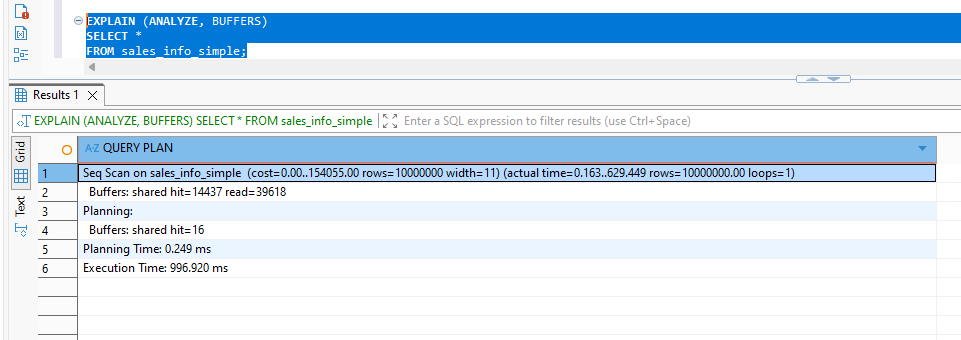 EXPLAIN (ANALYZE, BUFFERS)
SELECT *
FROM sales_info_simple;
Results 1
EXPLAIN (ANALYZE, BUFFERS) SELECT * FROM sales_info_simple Enter a SQL expression to filter results (use Ctrl+Space)
Grid
Text
A-Z QUERY PLAN
1 Seq Scan on sales_info_simple (cost=0.00..154055.00 rows=10000000 width=11) (actual time=0.163..629.449 rows=10000000.00 loops=1)
2 Buffers: shared hit=14437 read=39618
3 Planning:
4 Buffers: shared hit=16
5 Planning Time: 0.249 ms
6 Execution Time: 996.920 ms